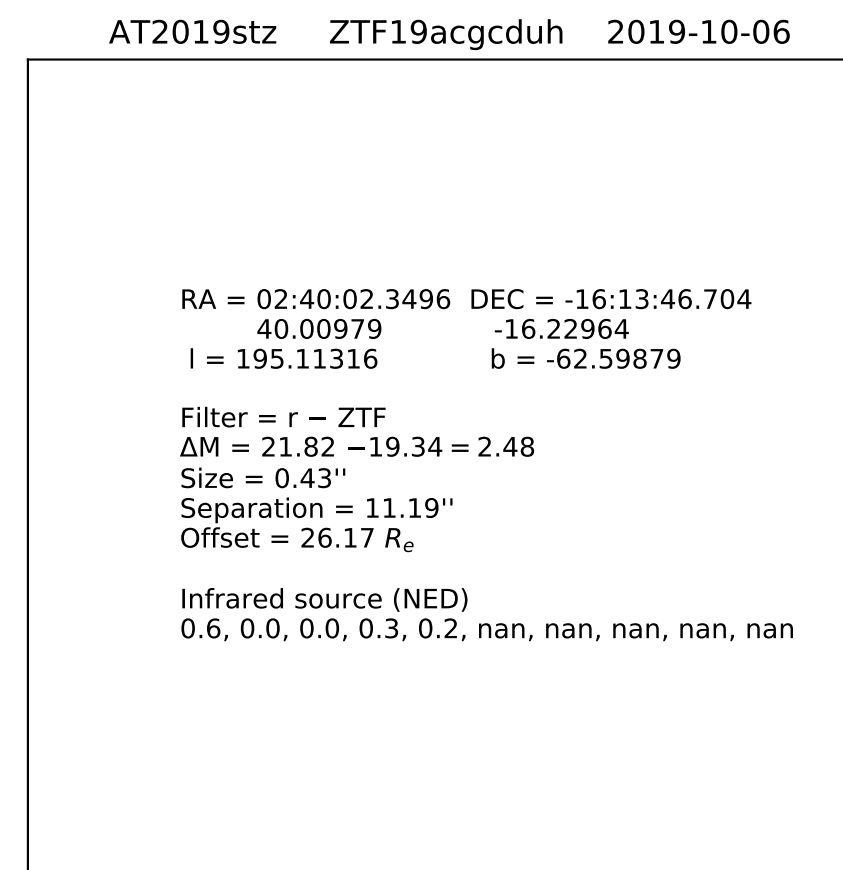 AT2019stz ZTF19acgcduh 2019-10-06
RA = 02:40:02.3496 DEC = -16:13:46.704
40.00979 -16.22964
l = 195.11316 b = -62.59879
Filter = r − ZTF
ΔM = 21.82 −19.34 = 2.48
Size = 0.43''
Separation = 11.19''
Offset = 26.17 Re
Infrared source (NED)
0.6, 0.0, 0.0, 0.3, 0.2, nan, nan, nan, nan, nan